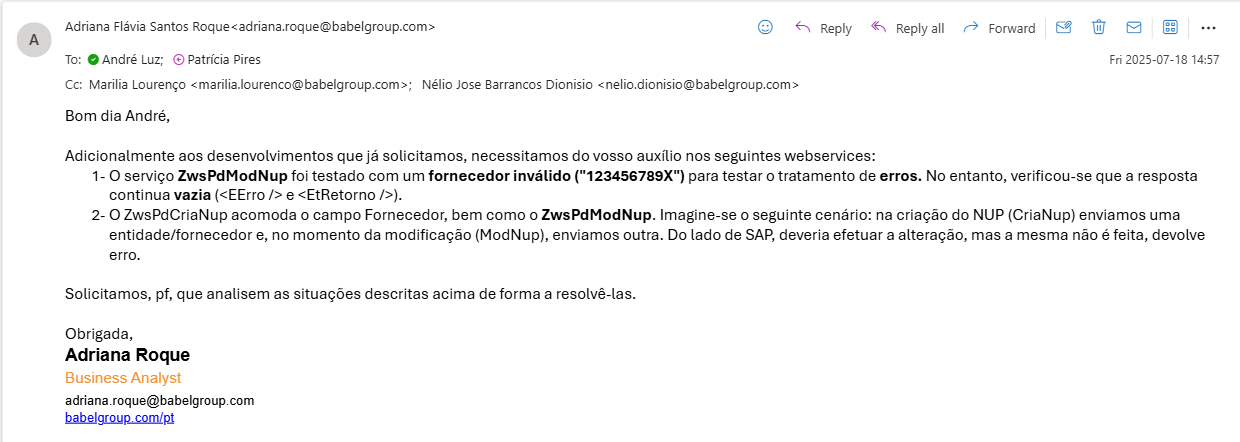 A
Adriana Flávia Santos Roque<adriana.roque@babelgroup.com>
Reply
Reply all
Forward
To: André Luz; Patrícia Pires
Fri 2025-07-18 14:57
Cc: Marilia Lourenço <marilia.lourenco@babelgroup.com>; Nélio Jose Barrancos Dionisio <nelio.dionisio@babelgroup.com>
Bom dia André,
Adicionalmente aos desenvolvimentos que já solicitamos, necessitamos do vosso auxílio nos seguintes webservices:
1- O serviço ZwsPdModNup foi testado com um fornecedor inválido ("123456789X") para testar o tratamento de erros. No entanto, verificou-se que a resposta
continua vazia (<EErro /> e <EtRetorno />).
2- O ZwsPdCriaNup acomoda o campo Fornecedor, bem como o ZwsPdModNup. Imagine-se o seguinte cenário: na criação do NUP (CriaNup) enviamos uma
entidade/fornecedor e, no momento da modificação (ModNup), enviamos outra. Do lado de SAP, deveria efetuar a alteração, mas a mesma não é feita, devolve
erro.
Solicitamos, pf, que analisem as situações descritas acima de forma a resolvê-las.
Obrigada,
Adriana Roque
Business Analyst
adriana.roque@babelgroup.com
babelgroup.com/pt